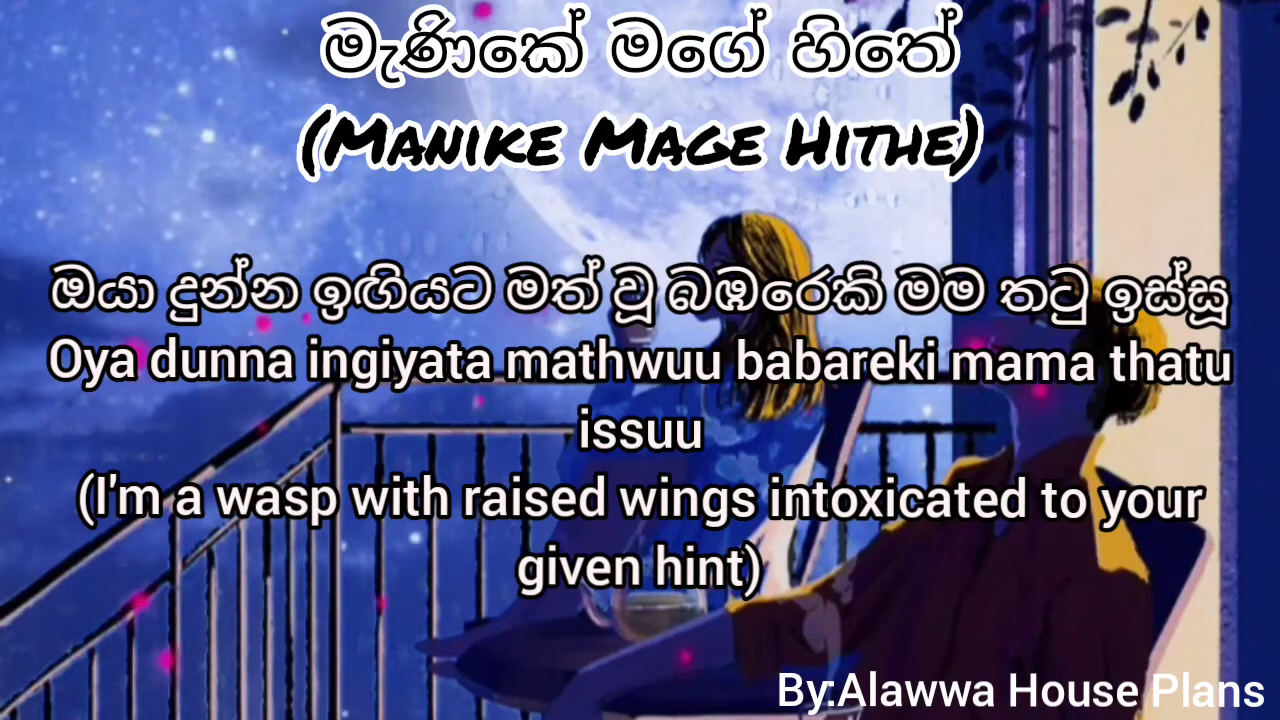 මැණිකේ මගේ හිතේ
(Manike Mage Hithe)
ඔයා දුන්න ඉඟියට මත් වූ බඹරෙකි මම තටු ඉස්සූ
Oya dunna ingiyata mathwuu babareki mama thatu
issuu
(I'm a wasp with raised wings intoxicated to your
given hint)
By:Alawwa House Plans